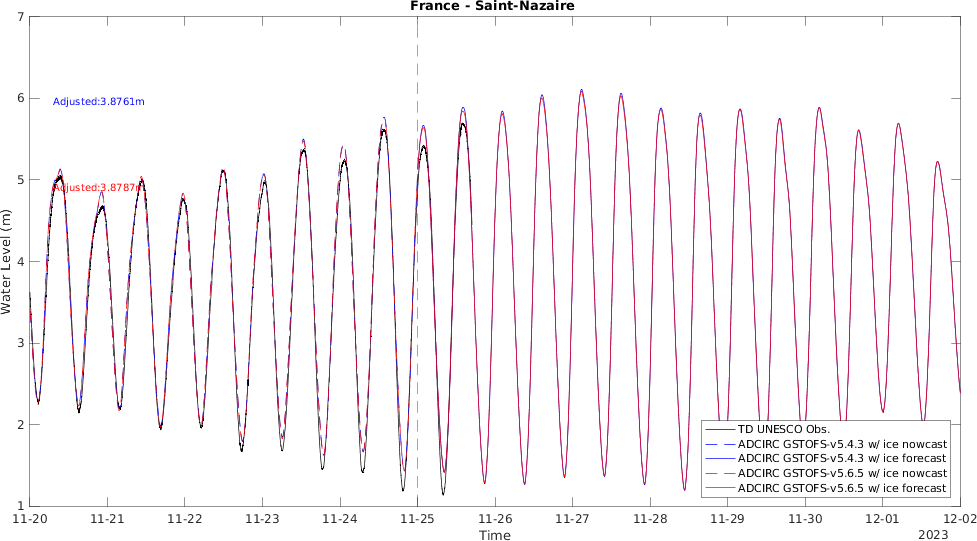 France - Saint-Nazaire
7
6
5
4
3
2
1
Water Level (m)
Adjusted:3.8761m
Adjusted:3.8787m
TD UNESCO Obs.
ADCIRC GSTOFS-v5.4.3 w/ ice nowcast
ADCIRC GSTOFS-v5.4.3 w/ ice forecast
ADCIRC GSTOFS-v5.6.5 w/ ice nowcast
ADCIRC GSTOFS-v5.6.5 w/ ice forecast
11-20 11-21 11-22 11-23 11-24 11-25 11-26 11-27 11-28 11-29 11-30 12-01 12-02
Time
2023